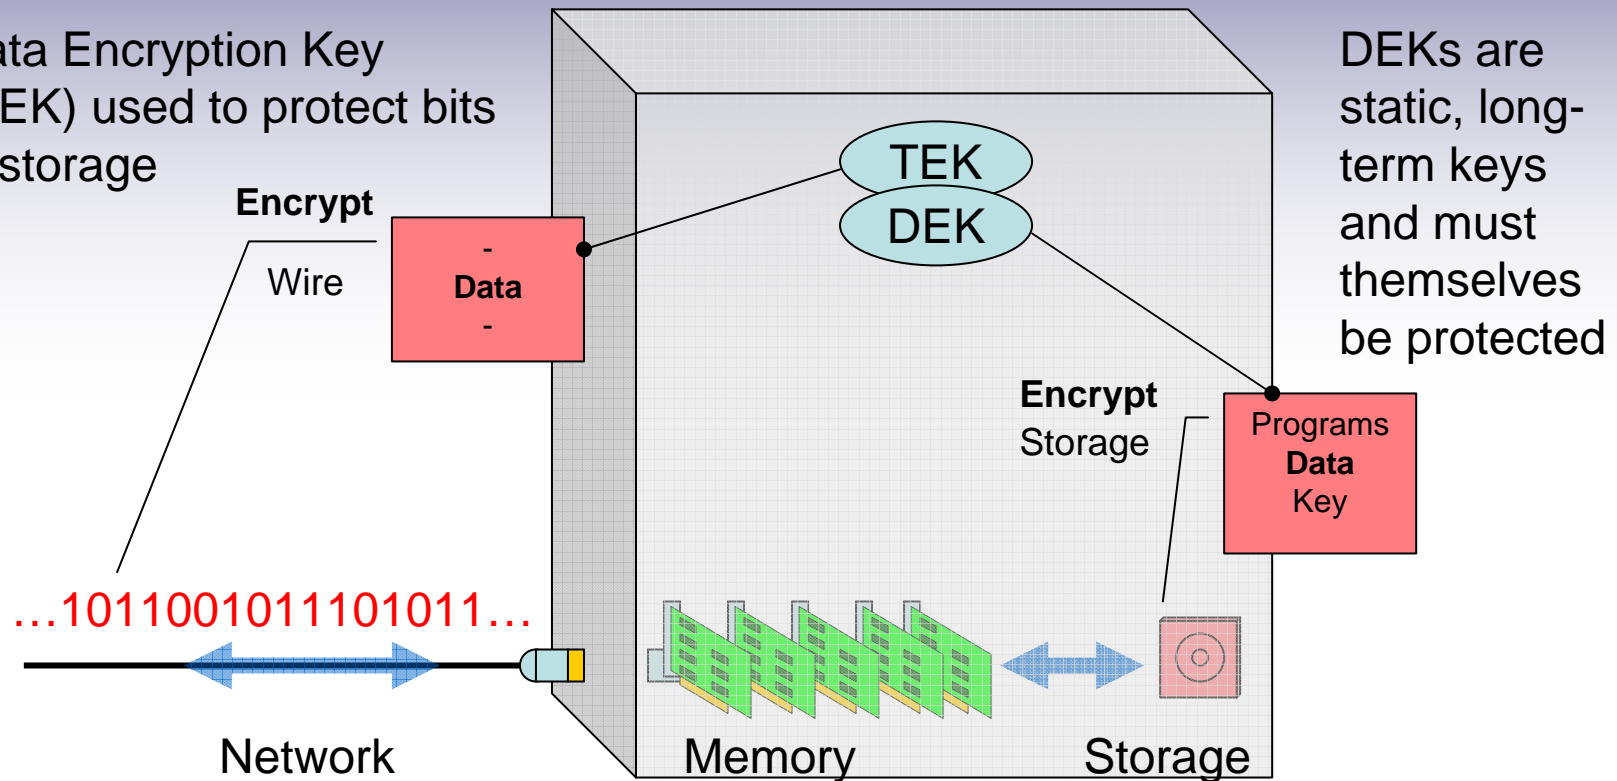 ata Encryption Key
EK) used to protect bits
storage
DEKs are
static, long-
term keys
and must
themselves
be protected
TEK
DEK
Encrypt
Wire
-
Data
-
Encrypt
Storage
Programs
Data
Key
…1011001011101011…
Network
Memory
Storage